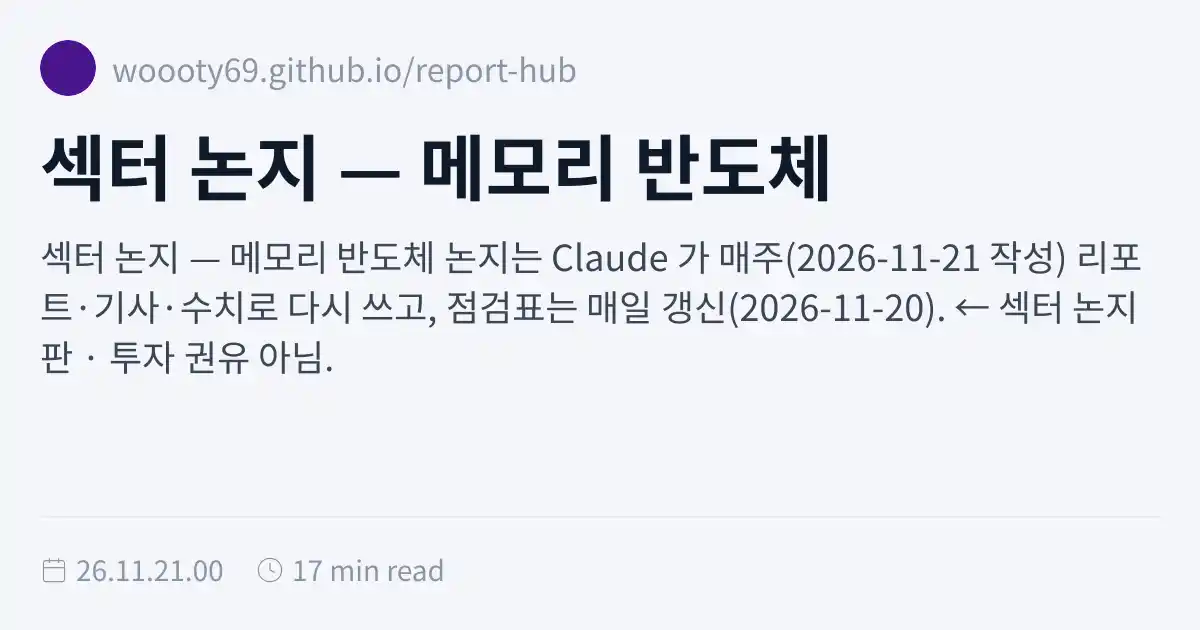 woooty69.github.io/report-hub
섹터 논지 — 메모리 반도체
섹터 논지 — 메모리 반도체 논지는 Claude 가 매주(2026-11-21 작성) 리포
트·기사·수치로 다시 쓰고, 점검표는 매일 갱신(2026-11-20). ← 섹터 논지
판 · 투자 권유 아님.
26.11.21.00
17 min read